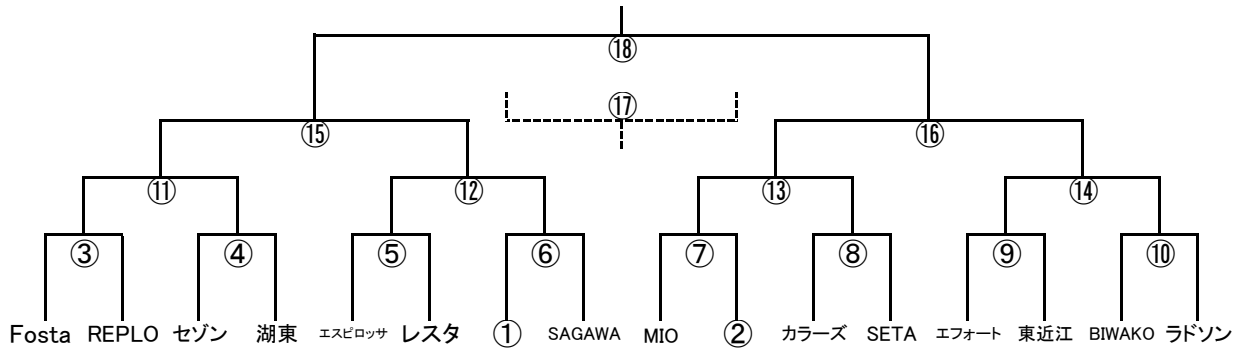 ⑱
⑰
⑮ ⑯
⑪ ⑫ ⑬ ⑭
③ ④ ⑤ ⑥ ⑦ ⑧ ⑨ ⑩
Fosta REPLO セゾン 湖東 エスピロッサ レスタ ① SAGAWA MIO ② カラーズ SETA エフォート 東近江 BIWAKO ラドソン